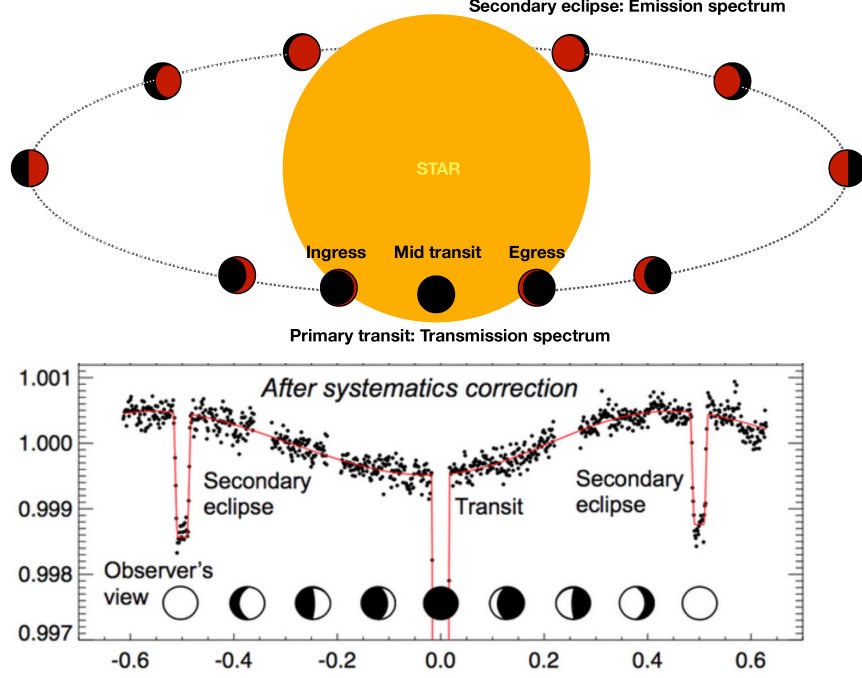 Secondary eclipse: Emission spectrum
STAR
Ingress Mid transit Egress
Primary transit: Transmission spectrum
1.001
After systematics correction
1.000
Secondary
eclipse
Transit
Secondary
eclipse
0.999
0.998
Observer's
view
0.997
-0.6 -0.4 -0.2 0.0 0.2 0.4 0.6